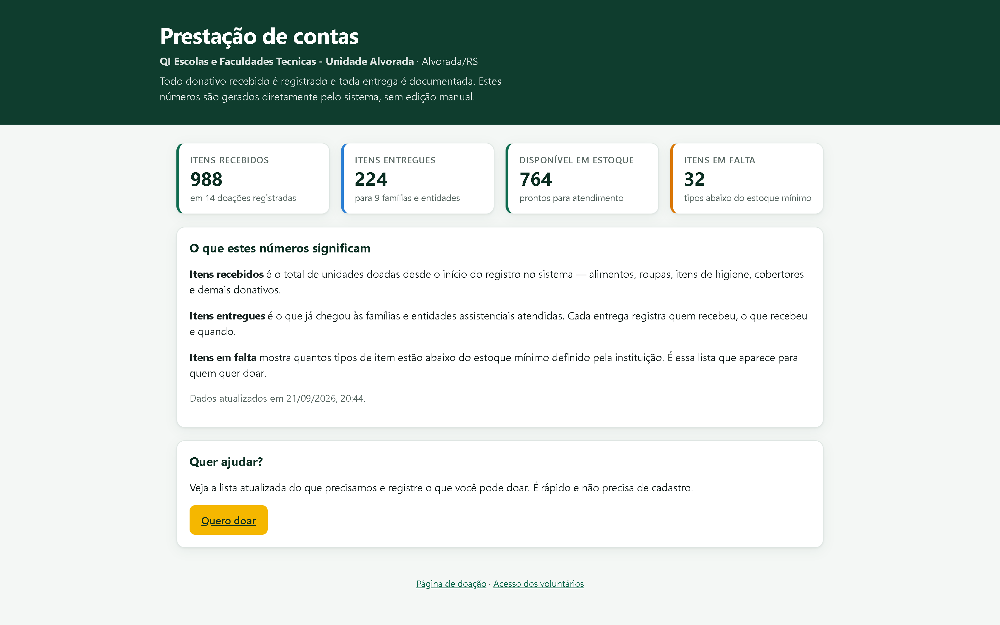 Prestação de contas
QI Escolas e Faculdades Tecnicas - Unidade Alvorada · Alvorada/RS
Todo donativo recebido é registrado e toda entrega é documentada. Estes
números são gerados diretamente pelo sistema, sem edição manual.
ITENS RECEBIDOS
988
em 14 doações registradas
ITENS ENTREGUES
224
para 9 famílias e entidades
DISPONÍVEL EM ESTOQUE
764
prontos para atendimento
ITENS EM FALTA
32
tipos abaixo do estoque mínimo
O que estes números significam
Itens recebidos é o total de unidades doadas desde o início do registro no sistema — alimentos, roupas, itens de higiene, cobertores
e demais donativos.
Itens entregues é o que já chegou às famílias e entidades assistenciais atendidas. Cada entrega registra quem recebeu, o que recebeu
e quando.
Itens em falta mostra quantos tipos de item estão abaixo do estoque mínimo definido pela instituição. É essa lista que aparece para
quem quer doar.
Dados atualizados em 21/09/2026, 20:44.
Quer ajudar?
Veja a lista atualizada do que precisamos e registre o que você pode doar. É rápido e não precisa de cadastro.
Quero doar
Página de doação · Acesso dos voluntários